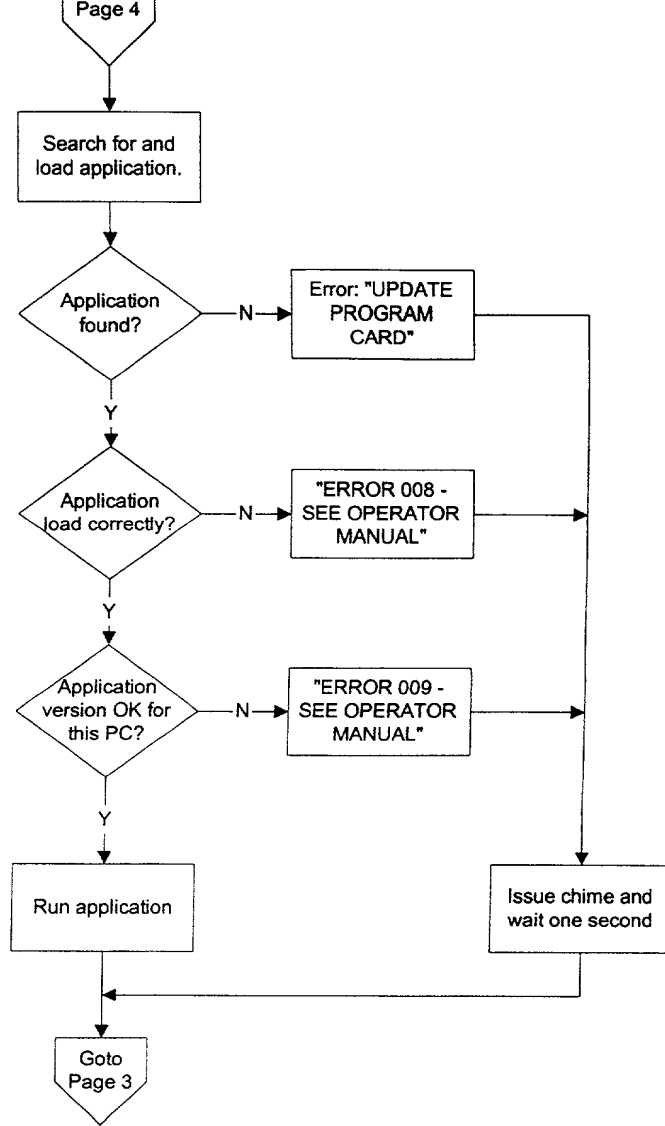 Page 4
Search for and
load application.
Application
found?
N
Error: "UPDATE
PROGRAM
CARD"
Y
Application
load correctly?
N
"ERROR 008 -
SEE OPERATOR
MANUAL"
Y
Application
version OK for
this PC?
N
"ERROR 009 -
SEE OPERATOR
MANUAL"
Y
Run application
Issue chime and
wait one second
Goto
Page 3